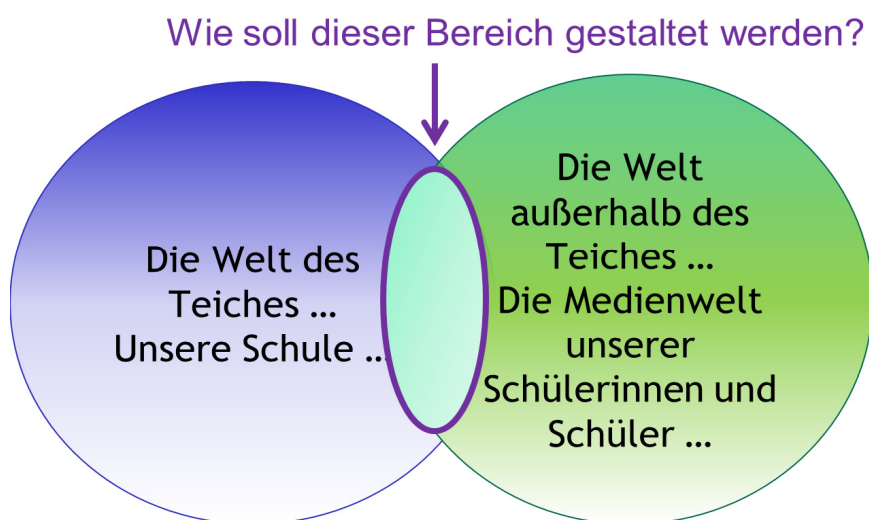 Wie soll dieser Bereich gestaltet werden?
Die Welt des
Teiches ...
Unsere Schule ...
Die Welt
außerhalb des
Teiches ...
Die Medienwelt
unserer
Schülerinnen und
Schüler ...